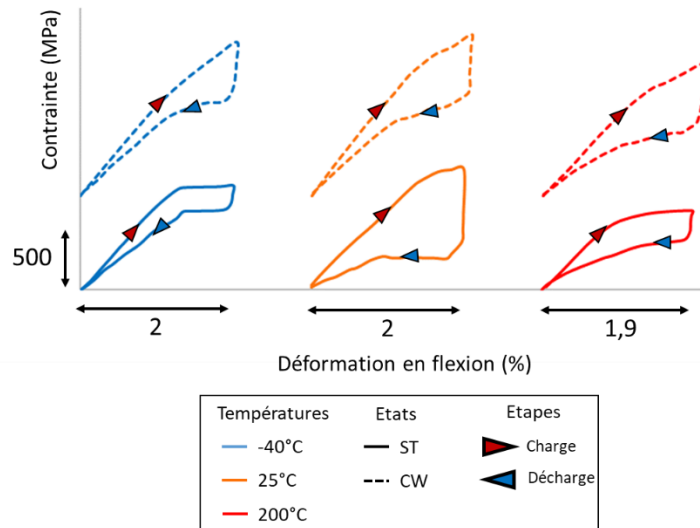 Contrainte (MPa)
500
2
2
1,9
Déformation en flexion (%)
Températures
-40°C
25°C
200°C
Etats
ST
CW
Etapes
Charge
Décharge